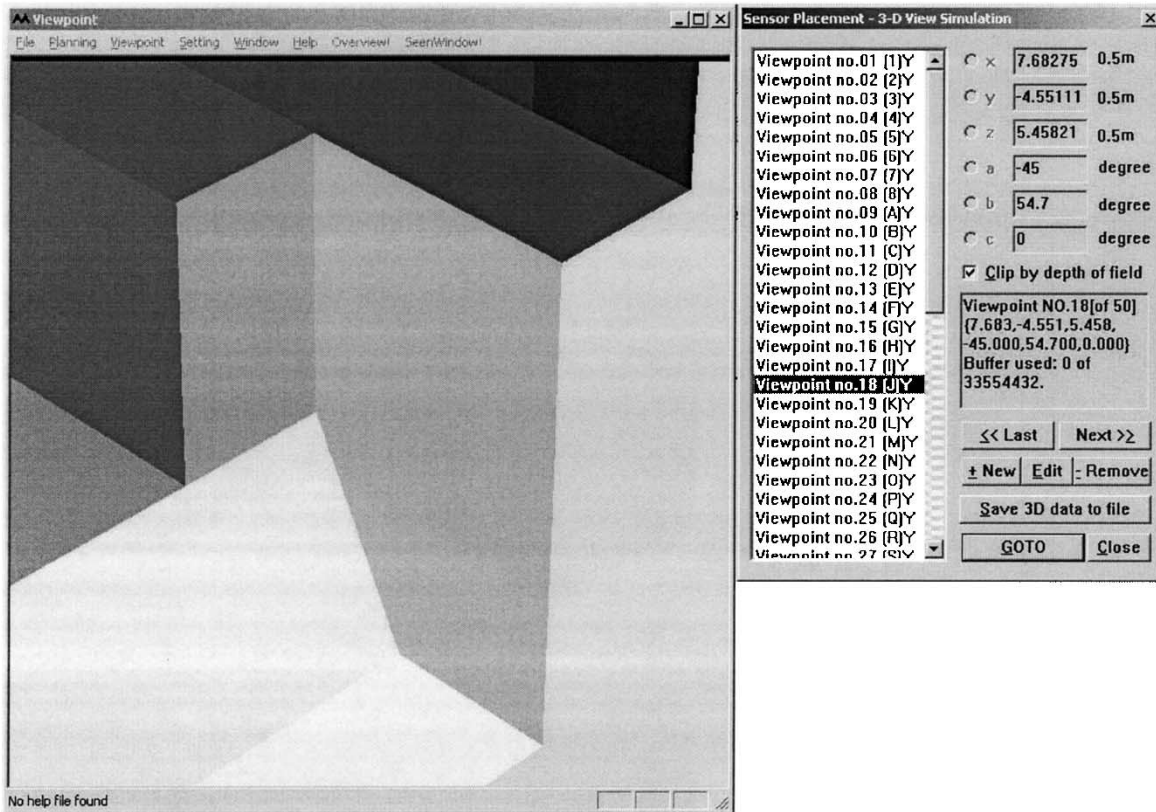 Viewpoint
File Planning Viewpoint Setting Window Help Overview! SeenWindow!
No help file found
Sensor Placement - 3-D View Simulation
Viewpoint no.01 (1)Y
Viewpoint no.02 (2)Y
Viewpoint no.03 (3)Y
Viewpoint no.04 (4)Y
Viewpoint no.05 (5)Y
Viewpoint no.06 (6)Y
Viewpoint no.07 (7)Y
Viewpoint no.08 (8)Y
Viewpoint no.09 (A)Y
Viewpoint no.10 (B)Y
Viewpoint no.11 (C)Y
Viewpoint no.12 (D)Y
Viewpoint no.13 (E)Y
Viewpoint no.14 (F)Y
Viewpoint no.15 (G)Y
Viewpoint no.16 (H)Y
Viewpoint no.17 (I)Y
Viewpoint no.18 (J)Y
Viewpoint no.19 (K)Y
Viewpoint no.20 (L)Y
Viewpoint no.21 (M)Y
Viewpoint no.22 (N)Y
Viewpoint no.23 (O)Y
Viewpoint no.24 (P)Y
Viewpoint no.25 (Q)Y
Viewpoint no.26 (R)Y
Viewpoint no.27 (S)Y
x 7.68275 0.5m
y -4.55111 0.5m
z 5.45821 0.5m
a -45 degree
b 54.7 degree
c 0 degree
Clip by depth of field
Viewpoint NO.18[of 50]
{7.683,-4.551,5.458,
-45.000,54.700,0.000}
Buffer used: 0 of
33554432.
<< Last Next >>
+ New Edit - Remove
Save 3D data to file
GOTO Close